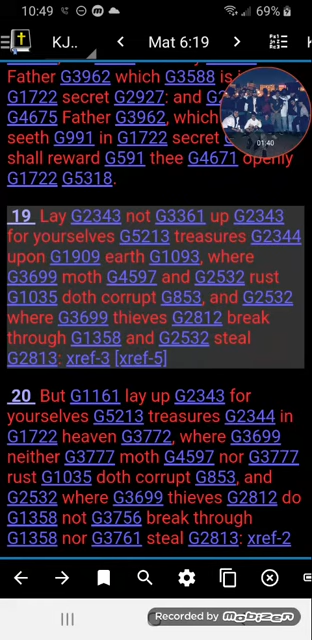 10:49 69%
KJ.. Mat 6:19
Father G3962 which G3588 is i
G1722 secret G2927: and G2
G4675 Father G3962, which
seeth G991 in G1722 secret
shall reward G591 thee G4671 openly
G1722 G5318.
19 Lay G2343 not G3361 up G2343
for yourselves G5213 treasures G2344
upon G1909 earth G1093, where
G3699 moth G4597 and G2532 rust
G1035 doth corrupt G853, and G2532
where G3699 thieves G2812 break
through G1358 and G2532 steal
G2813: xref-3 [xref-5]
20 But G1161 lay up G2343 for
yourselves G5213 treasures G2344 in
G1722 heaven G3772, where G3699
neither G3777 moth G4597 nor G3777
rust G1035 doth corrupt G853, and
G2532 where G3699 thieves G2812 do
G1358 not G3756 break through
G1358 nor G3761 steal G2813: xref-2
01:40
Recorded by MOBIZEN